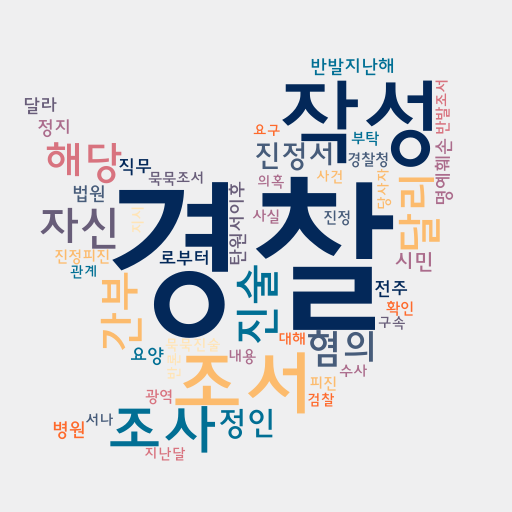 반발지난해
작성
달라
정지
요구
부탁
반발조서
해당
직무
진정서
경찰청
명예훼손
묵묵조서
의혹
사건
당사자
달리
법원
탄원서이후
자신
경찰
사실
진정
시민
진정피진
로부터
관계
간부
진술
전주
확인
구속
요양
대해
혐의
내용
수사
조서
피진
광역
검찰
병원
서나
조사
정인
지난달